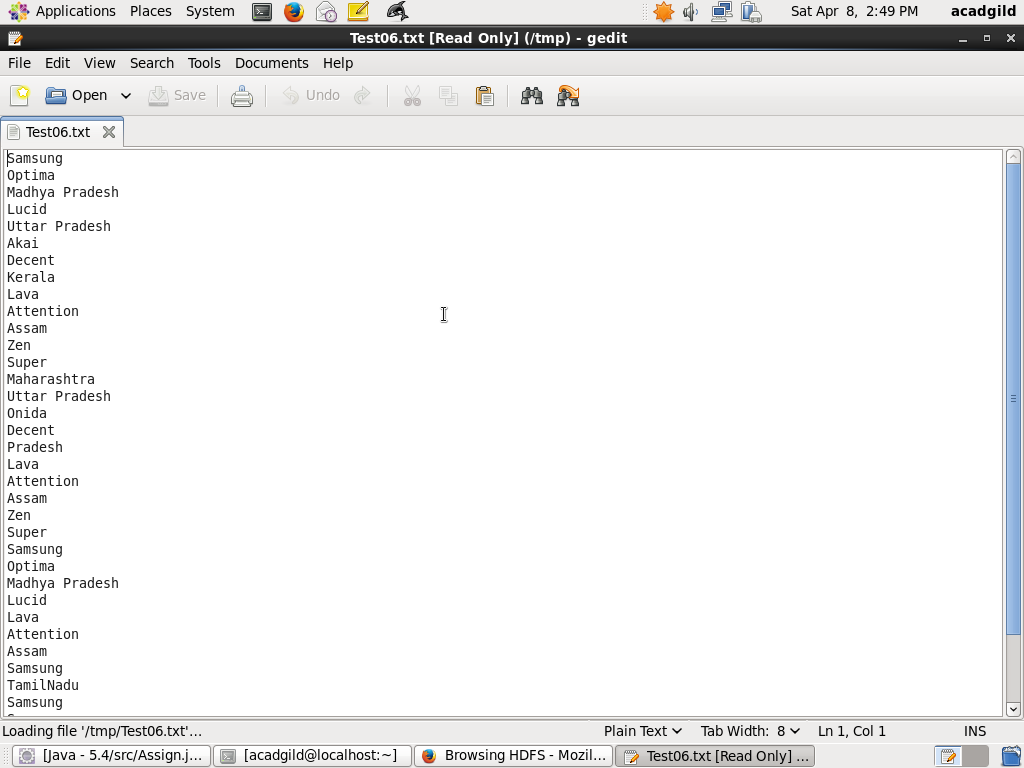 Applications Places System Sat Apr 8, 2:49 PM acadgild
Test06.txt [Read Only] (/tmp) - gedit
File Edit View Search Tools Documents Help
Open Save Undo
Test06.txt
Samsung
Optima
Madhya Pradesh
Lucid
Uttar Pradesh
Akai
Decent
Kerala
Lava
Attention
Assam
Zen
Super
Maharashtra
Uttar Pradesh
Onida
Decent
Pradesh
Lava
Attention
Assam
Zen
Super
Samsung
Optima
Madhya Pradesh
Lucid
Lava
Attention
Assam
Samsung
TamilNadu
Samsung
Loading file '/tmp/Test06.txt'... Plain Text Tab Width: 8 Ln 1, Col 1 INS
[Java - 5.4/src/Assign.j... [acadgild@localhost:~] Browsing HDFS - Mozil... Test06.txt [Read Only] ...